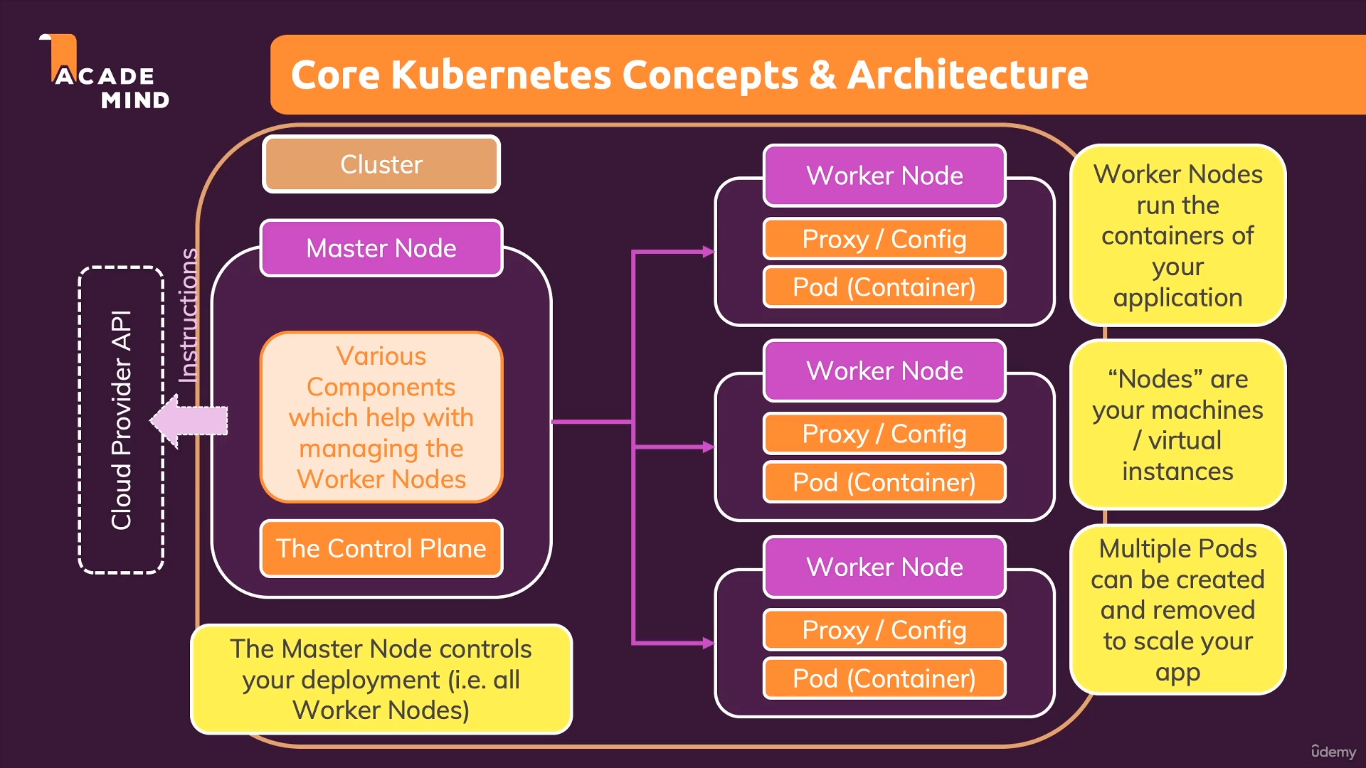 ACADE
MIND
Core Kubernetes Concepts & Architecture
Cluster
Master Node
Instructions
Cloud Provider API
Various
Components
which help with
managing the
Worker Nodes
The Control Plane
The Master Node controls
your deployment (i.e. all
Worker Nodes)
Worker Node
Proxy / Config
Pod (Container)
Worker Node
Proxy / Config
Pod (Container)
Worker Node
Proxy / Config
Pod (Container)
Worker Nodes
run the
containers of
your
application
“Nodes” are
your machines
/ virtual
instances
Multiple Pods
can be created
and removed
to scale your
app
ûdemy